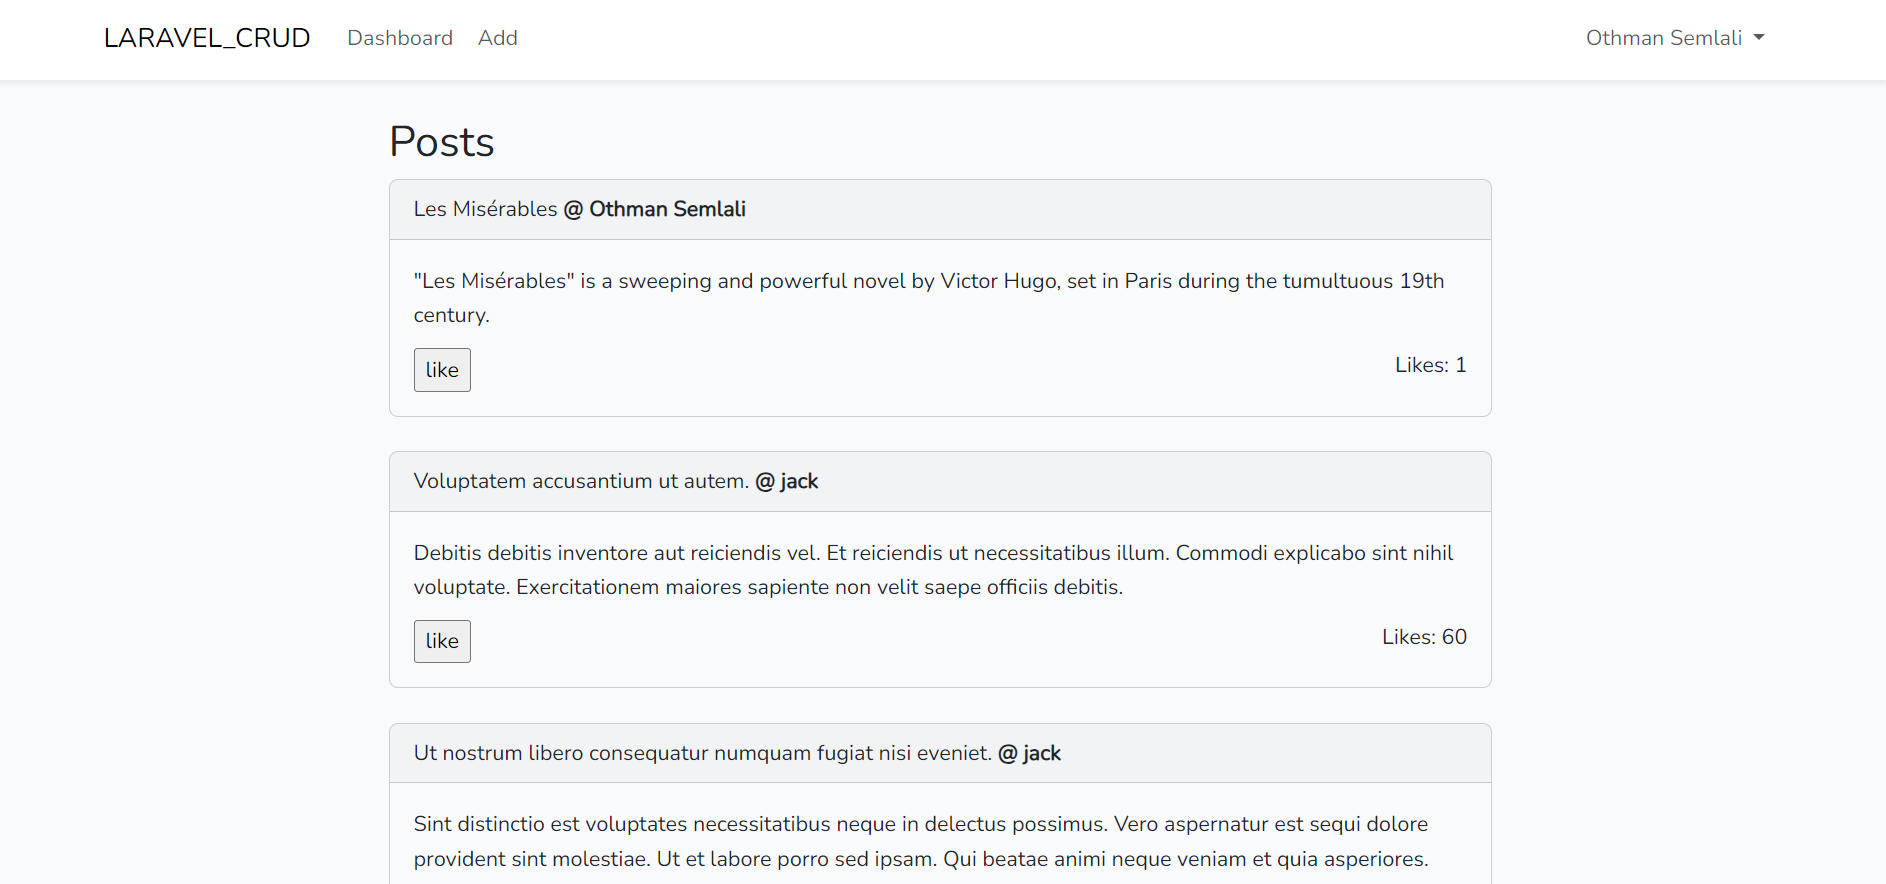 LARAVEL_CRUD Dashboard Add Othman Semlali
Posts
Les Misérables @ Othman Semlali
"Les Misérables" is a sweeping and powerful novel by Victor Hugo, set in Paris during the tumultuous 19th
century.
like Likes: 1
Voluptatem accusantium ut autem. @ jack
Debitis debitis inventore aut reiciendis vel. Et reiciendis ut necessitatibus illum. Commodi explicabo sint nihil
voluptate. Exercitationem maiores sapiente non velit saepe officiis debitis.
like Likes: 60
Ut nostrum libero consequatur numquam fugiat nisi eveniet. @ jack
Sint distinctio est voluptates necessitatibus neque in delectus possimus. Vero aspernatur est sequi dolore
provident sint molestiae. Ut et labore porro sed ipsam. Qui beatae animi neque veniam et quia asperiores.